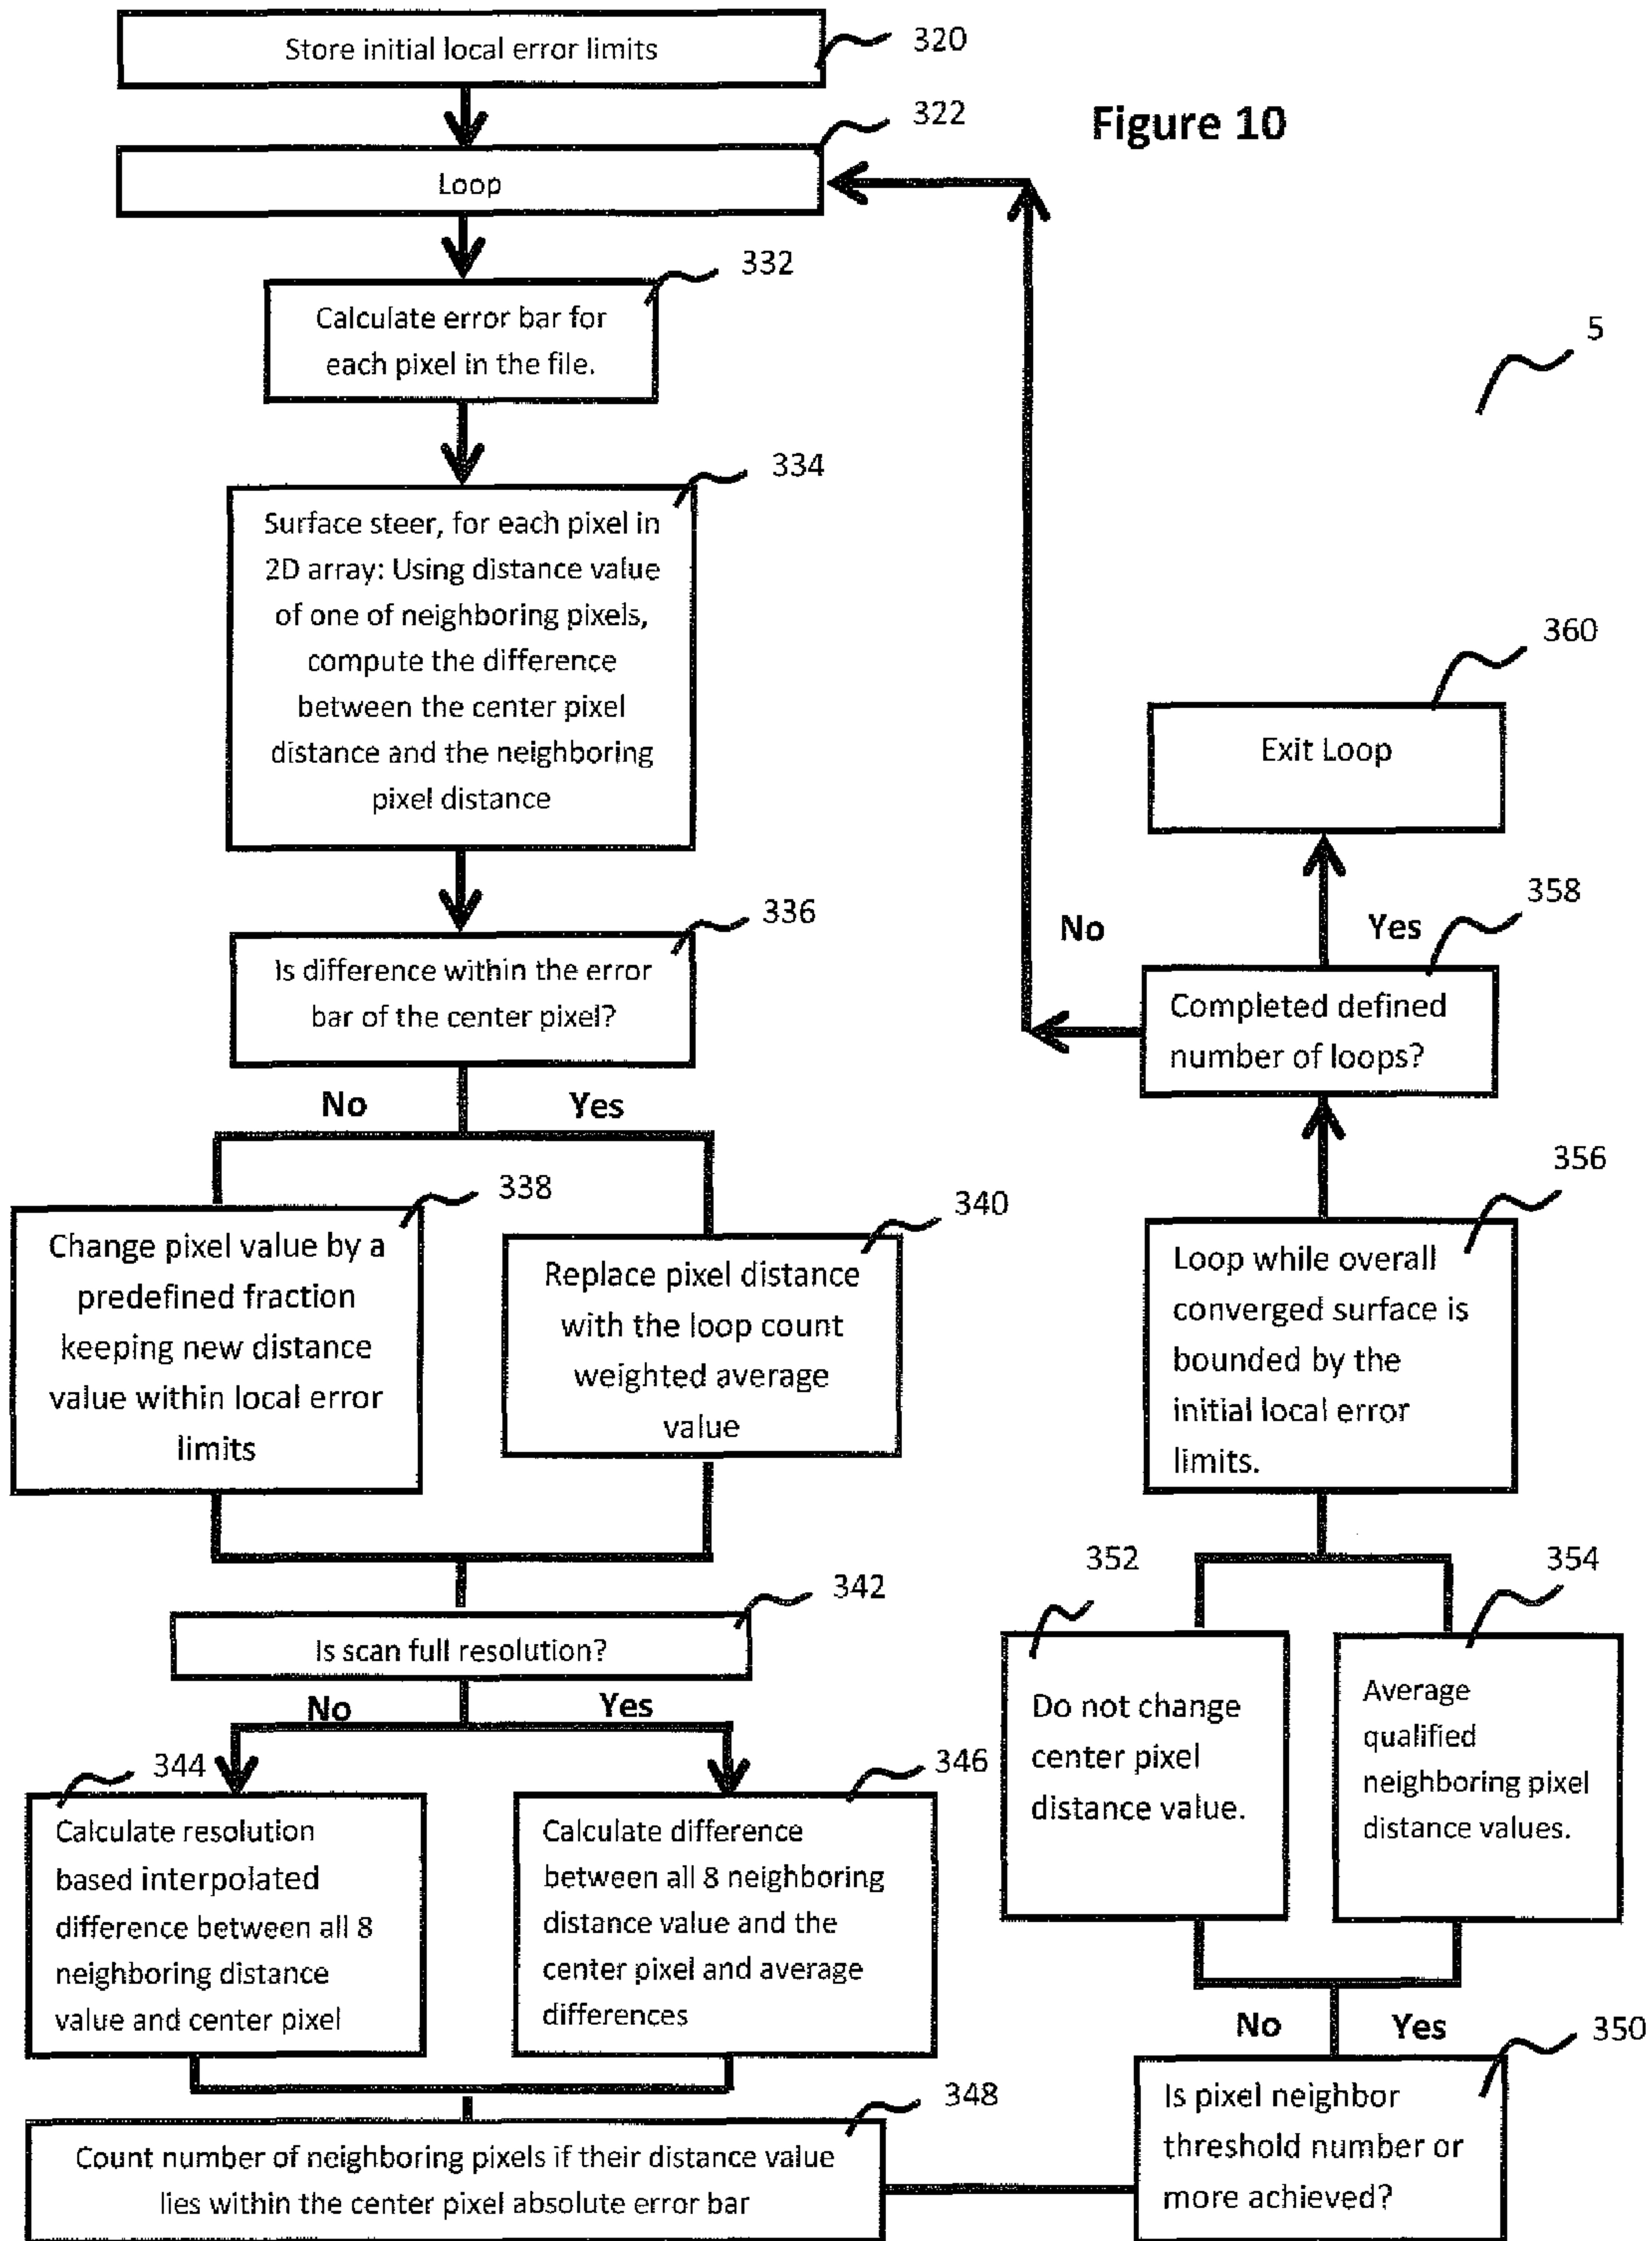 Store initial local error limits
320
Figure 10
322
Loop
332
Calculate error bar for
each pixel in the file.
5
334
Surface steer, for each pixel in
2D array: Using distance value
of one of neighboring pixels,
compute the difference
between the center pixel
distance and the neighboring
pixel distance
336
Is difference within the error
bar of the center pixel?
No
Yes
338
Change pixel value by a
predefined fraction
keeping new distance
value within local error
limits
340
Replace pixel distance
with the loop count
weighted average
value
342
Is scan full resolution?
No
Yes
344
Calculate resolution
based interpolated
difference between all 8
neighboring distance
value and center pixel
346
Calculate difference
between all 8 neighboring
distance value and the
center pixel and average
differences
348
Count number of neighboring pixels if their distance value
lies within the center pixel absolute error bar
350
Is pixel neighbor
threshold number or
more achieved?
No
Yes
352
Do not change
center pixel
distance value.
354
Average
qualified
neighboring pixel
distance values.
356
Loop while overall
converged surface is
bounded by the
initial local error
limits.
358
Completed defined
number of loops?
No
Yes
360
Exit Loop